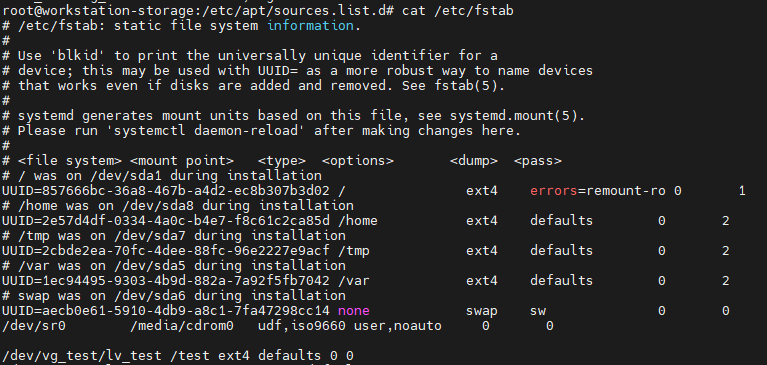 root@workstation-storage:/etc/apt/sources.list.d# cat /etc/fstab
# /etc/fstab: static file system information.
#
# Use 'blkid' to print the universally unique identifier for a
# device; this may be used with UUID= as a more robust way to name devices
# that works even if disks are added and removed. See fstab(5).
#
# systemd generates mount units based on this file, see systemd.mount(5).
# Please run 'systemctl daemon-reload' after making changes here.
#
# <file system> <mount point>   <type>  <options>       <dump>  <pass>
# / was on /dev/sda1 during installation
UUID=857666bc-36a8-467b-a4d2-ec8b307b3d02 /               ext4    errors=remount-ro 0       1
# /home was on /dev/sda8 during installation
UUID=2e57d4df-0334-4a0c-b4e7-f8c61c2ca85d /home           ext4    defaults        0       2
# /tmp was on /dev/sda7 during installation
UUID=2cbde2ea-70fc-4dee-88fc-96e2227e9acf /tmp            ext4    defaults        0       2
# /var was on /dev/sda5 during installation
UUID=1ec94495-9303-4b9d-882a-7a92f5fb7042 /var            ext4    defaults        0       2
# swap was on /dev/sda6 during installation
UUID=aecb0e61-5910-4db9-a8c1-7fa47298cc14 none            swap    sw              0       0
/dev/sr0        /media/cdrom0   udf,iso9660 user,noauto     0       0
/dev/vg_test/lv_test /test ext4 defaults 0 0